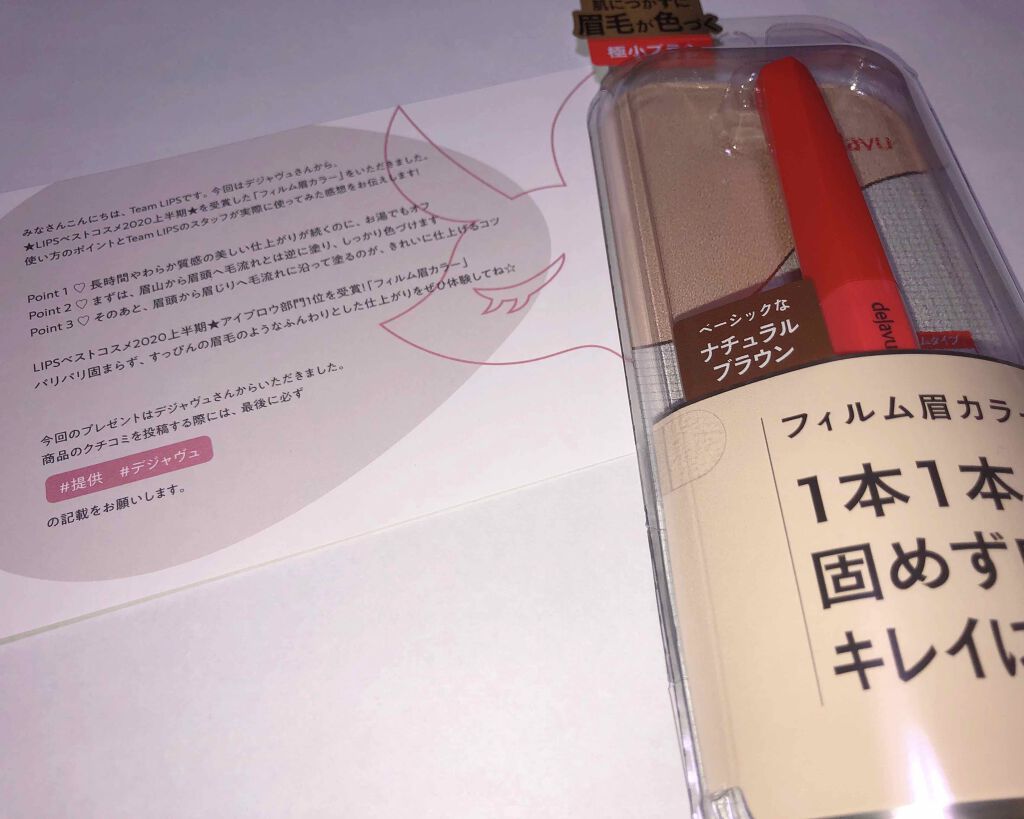 みなさんこんにちは、Team LIPSです。今回はデジャヴュさんから、
★LIPSベストコスメ2020上半期★を受賞した「フィルム眉カラー」をいただきました。
使い方のポイントとTeam LIPSのスタッフが実際に使ってみた感想をお伝えします!
Point 1 ♡ 長時間やわらか質感の美しい仕上がりが続くのに、お湯でもオフ
Point 2 ♡ まずは、眉山から眉頭へ毛流れとは逆に塗り、しっかり色づけます
Point 3 ♡ そのあと、眉頭から眉じりへ毛流れに沿って塗るのが、きれいに仕上げるコツ
LIPSベストコスメ2020上半期★アイブロウ部門1位を受賞!「フィルム眉カラー」
バリバリ固まらず、すっぴんの眉毛のようなふんわりとした仕上がりをぜひ体験してね☆
今回のプレゼントはデジャヴュさんからいただきました。
商品のクチコミを投稿する際には、最後に必ず
#提供 #デジャヴュ
の記載をお願いします。
肌につかずに
眉毛が色づく
極小ブラシ
avu
dejavu
ベーシックな
ナチュラル
ブラウン
ムタイプ
フィルム眉カラー
1本1本
固めず
キレイに